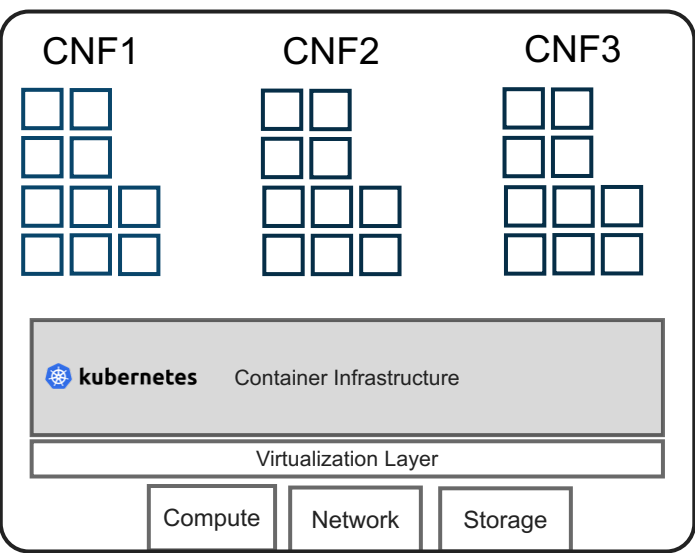 CNF1 CNF2 CNF3
kubernetes Container Infrastructure
Virtualization Layer
Compute Network Storage